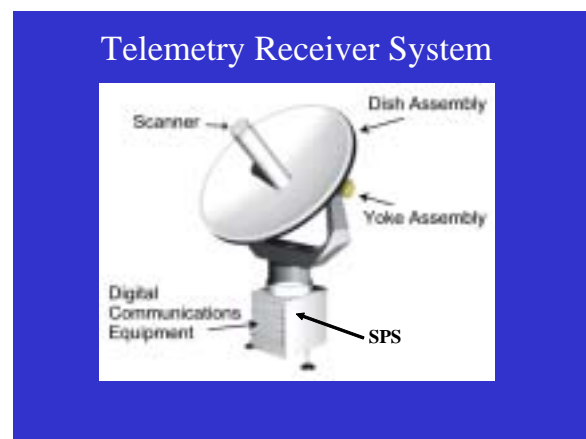 Telemetry Receiver System
Dish Assembly
Scanner
Yoke Assembly
Digital
Communications
Equipment
SPS